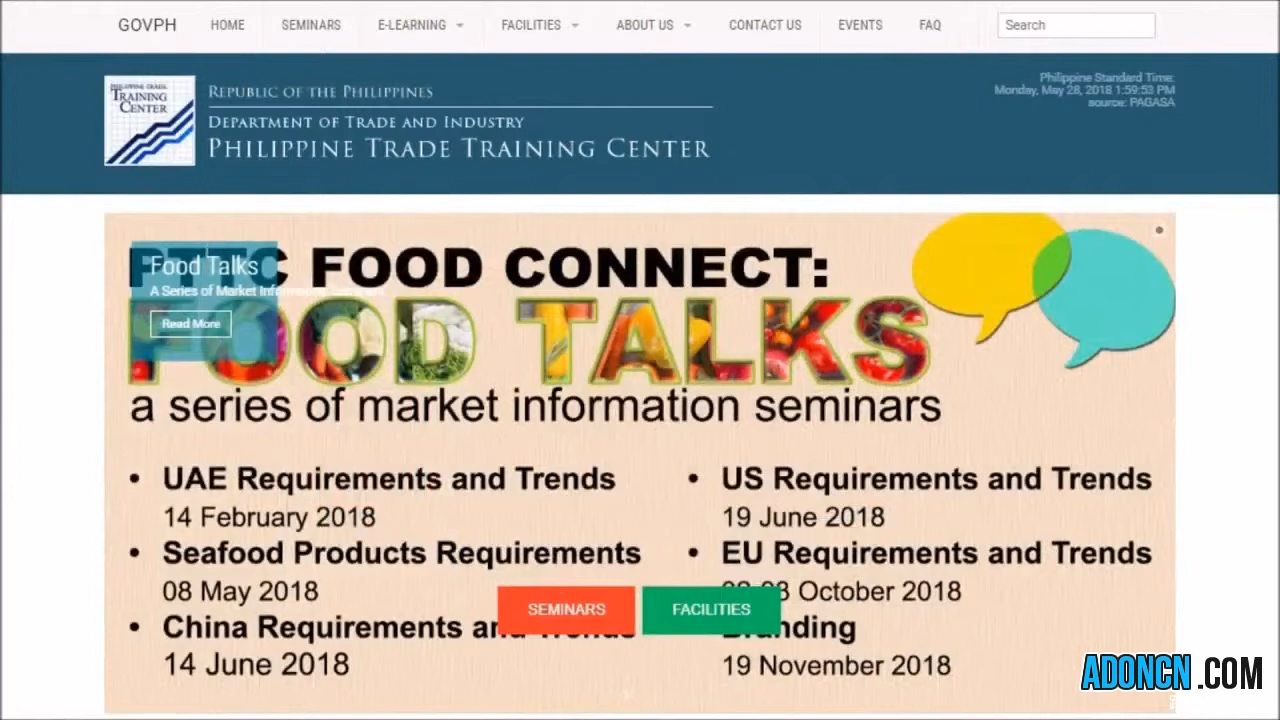 GOVPH HOME SEMINARS E-LEARNING FACILITIES ABOUT US CONTACT US EVENTS FAQ Search
PHILIPPINE TRADE
TRAINING
CENTER
REPUBLIC OF THE PHILIPPINES
DEPARTMENT OF TRADE AND INDUSTRY
PHILIPPINE TRADE TRAINING CENTER
Philippine Standard Time:
Monday, May 28, 2018 1:59:53 PM
source: PAGASA
PTTC FOOD CONNECT:
Food Talks
A Series of Market
Read More
FOOD TALKS
a series of market information seminars
• UAE Requirements and Trends
14 February 2018
• Seafood Products Requirements
08 May 2018
• China Requirements and Trends
14 June 2018
• US Requirements and Trends
19 June 2018
• EU Requirements and Trends
October 2018
Branding
19 November 2018
SEMINARS
FACILITIES
ADONCN.COM